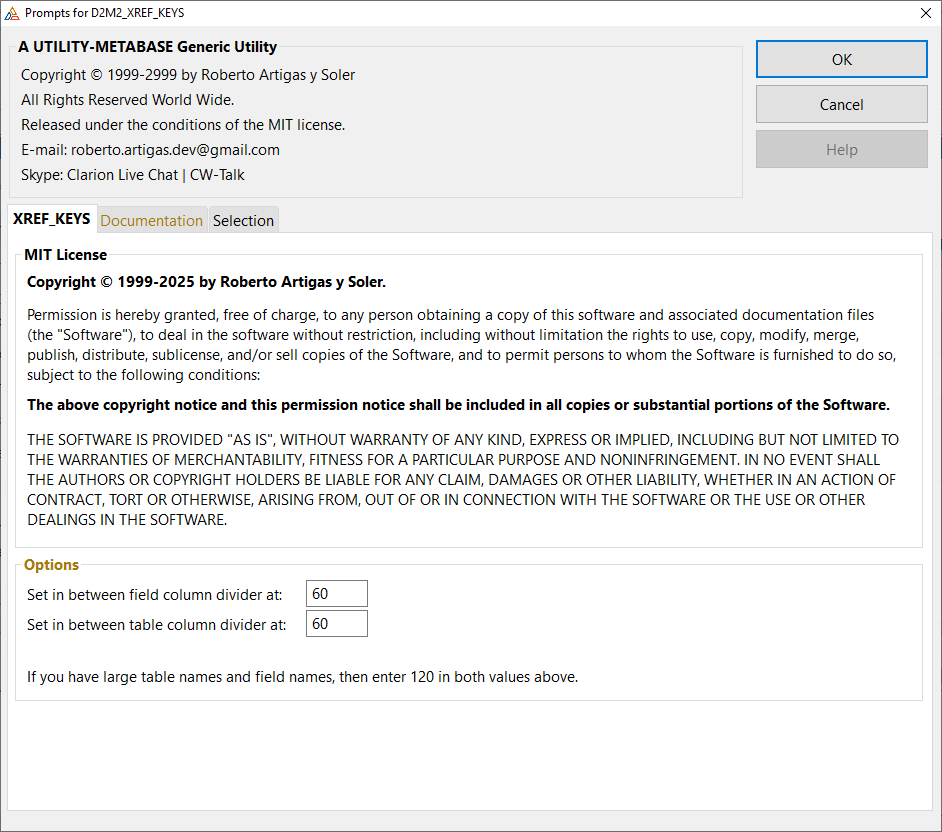 Prompts for D2M2_XREF_KEYS
A UTILITY-METABASE Generic Utility
Copyright © 1999-2999 by Roberto Artigas y Soler
All Rights Reserved World Wide.
Released under the conditions of the MIT license.
E-mail: roberto.artigas.dev@gmail.com
Skype: Clarion Live Chat | CW-Talk
OK
Cancel
Help
XREF_KEYS Documentation Selection
MIT License
Copyright © 1999-2025 by Roberto Artigas y Soler.
Permission is hereby granted, free of charge, to any person obtaining a copy of this software and associated documentation files
(the "Software"), to deal in the software without restriction, including without limitation the rights to use, copy, modify, merge,
publish, distribute, sublicense, and/or sell copies of the Software, and to permit persons to whom the Software is furnished to do so,
subject to the following conditions:
The above copyright notice and this permission notice shall be included in all copies or substantial portions of the Software.
THE SOFTWARE IS PROVIDED "AS IS", WITHOUT WARRANTY OF ANY KIND, EXPRESS OR IMPLIED, INCLUDING BUT NOT LIMITED TO
THE WARRANTIES OF MERCHANTABILITY, FITNESS FOR A PARTICULAR PURPOSE AND NONINFRINGEMENT. IN NO EVENT SHALL
THE AUTHORS OR COPYRIGHT HOLDERS BE LIABLE FOR ANY CLAIM, DAMAGES OR OTHER LIABILITY, WHETHER IN AN ACTION OF
CONTRACT, TORT OR OTHERWISE, ARISING FROM, OUT OF OR IN CONNECTION WITH THE SOFTWARE OR THE USE OR OTHER
DEALINGS IN THE SOFTWARE.
Options
Set in between field column divider at: 60
Set in between table column divider at: 60
If you have large table names and field names, then enter 120 in both values above.